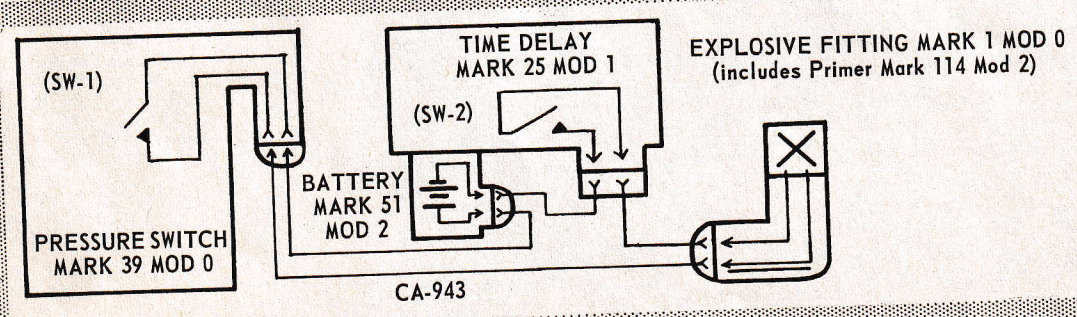 (SW-1)
PRESSURE SWITCH
MARK 39 MOD 0
TIME DELAY
MARK 25 MOD 1
(SW-2)
BATTERY
MARK 51
MOD 2
EXPLOSIVE FITTING MARK 1 MOD 0
(includes Primer Mark 114 Mod 2)
CA-943